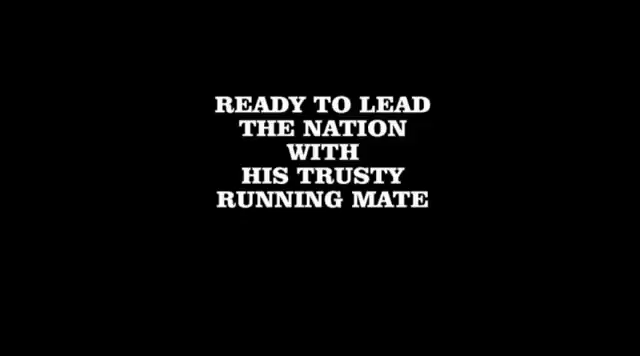 READY TO LEAD
THE NATION
WITH
HIS TRUSTY
RUNNING MATE